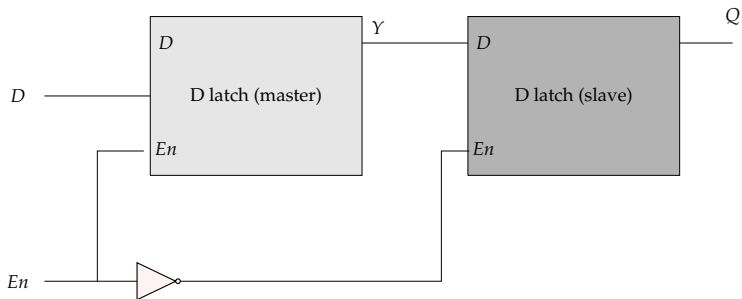 Q
Y
D
D
D latch (master)
D latch (slave)
D
En
En
En